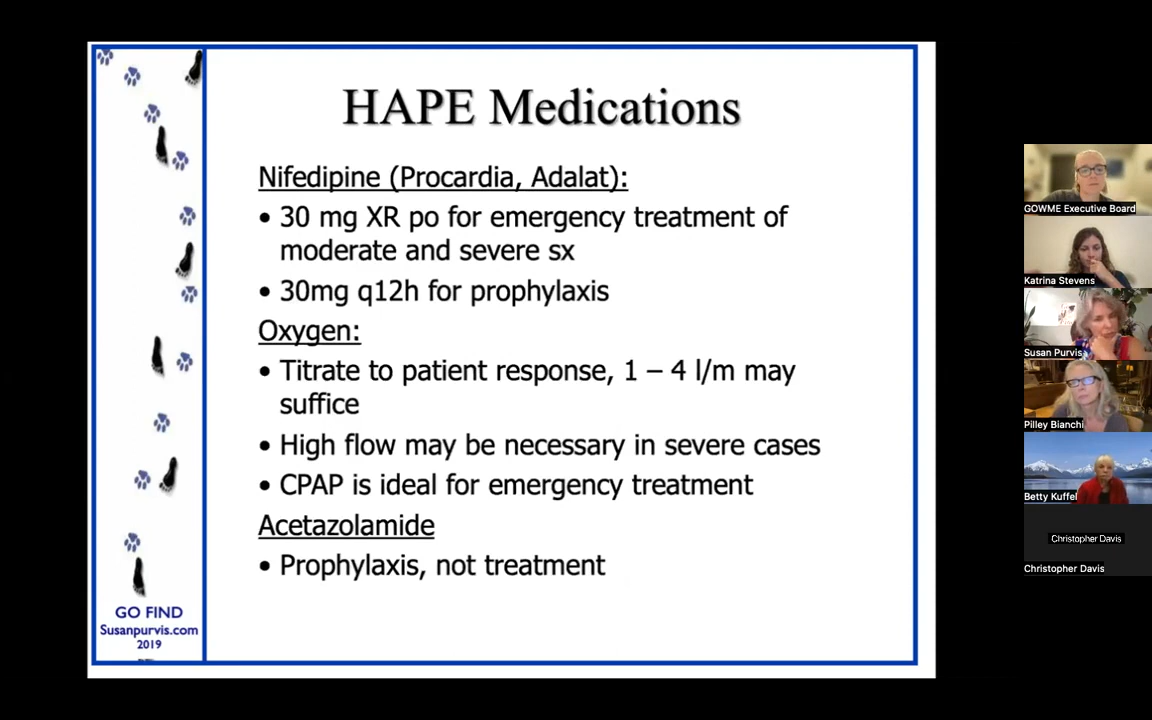 HAPE Medications
Nifedipine (Procardia, Adalat):
• 30 mg XR po for emergency treatment of
moderate and severe sx
• 30mg q12h for prophylaxis
Oxygen:
• Titrate to patient response, 1 – 4 l/m may
suffice
• High flow may be necessary in severe cases
• CPAP is ideal for emergency treatment
Acetazolamide
• Prophylaxis, not treatment
GO FIND
Susanpurvis.com
2019
GOWME Executive Board
Katrina Stevens
Susan Purvis
Pilley Bianchi
Betty Kuffel
Christopher Davis
Christopher Davis